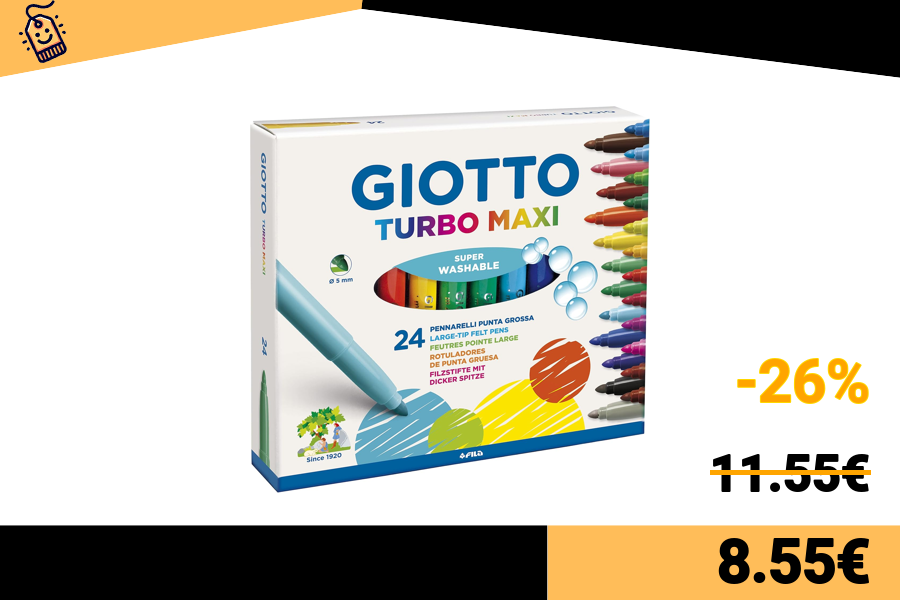 24
GIOTTO
GIOTTO
TURBO MAXI
SUPER
WASHABLE
Ø 5 mm
24
PENNARELLI PUNTA GROSSA
LARGE-TIP FELT PENS
FEUTRES POINTE LARGE
ROTULADORES
DE PUNTA GRUESA
FILZSTIFTE MIT
DICKER SPITZE
Since 1920
FILA
GIOTTO TURBO MAXI
24
-26%
11.55€
8.55€